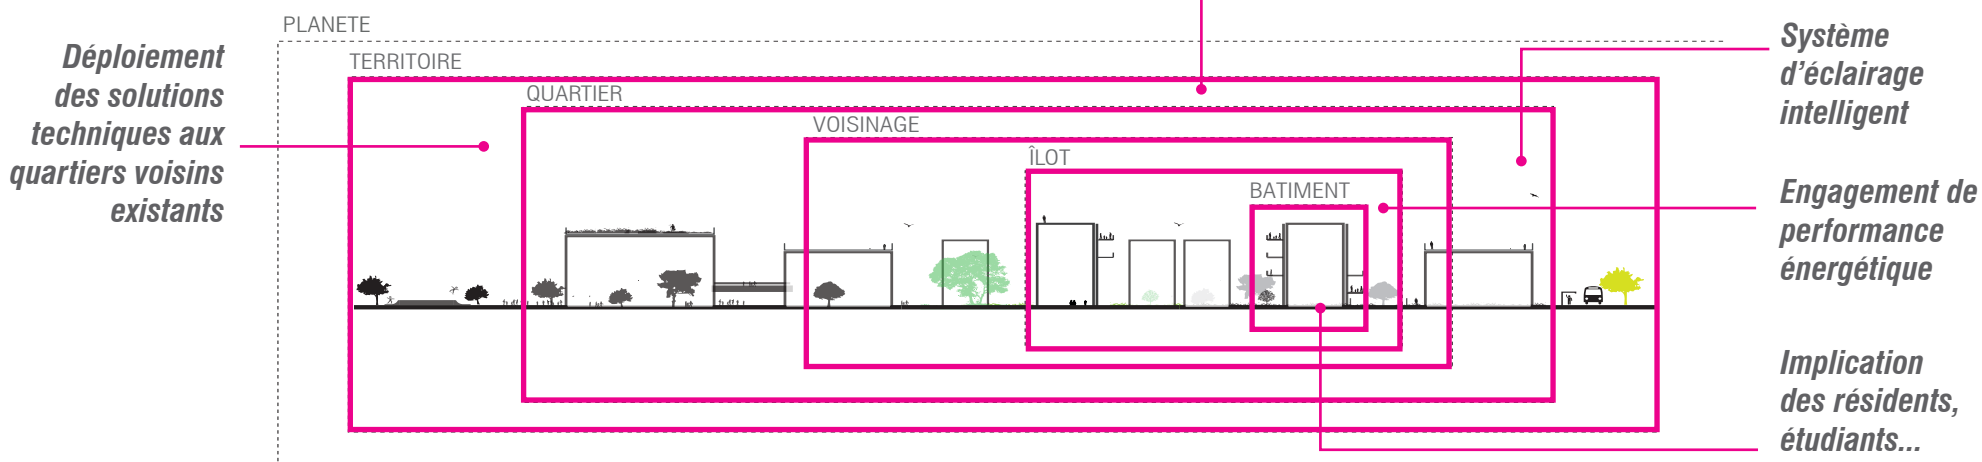 PLANETE
TERRITOIRE
QUARTIER
VOISINAGE
ÎLOT
BATIMENT
Déploiement
des solutions
techniques aux
quartiers voisins
existants
Système
d’éclairage
intelligent
Engagement de
performance
énergétique
Implication
des résidents,
étudiants...